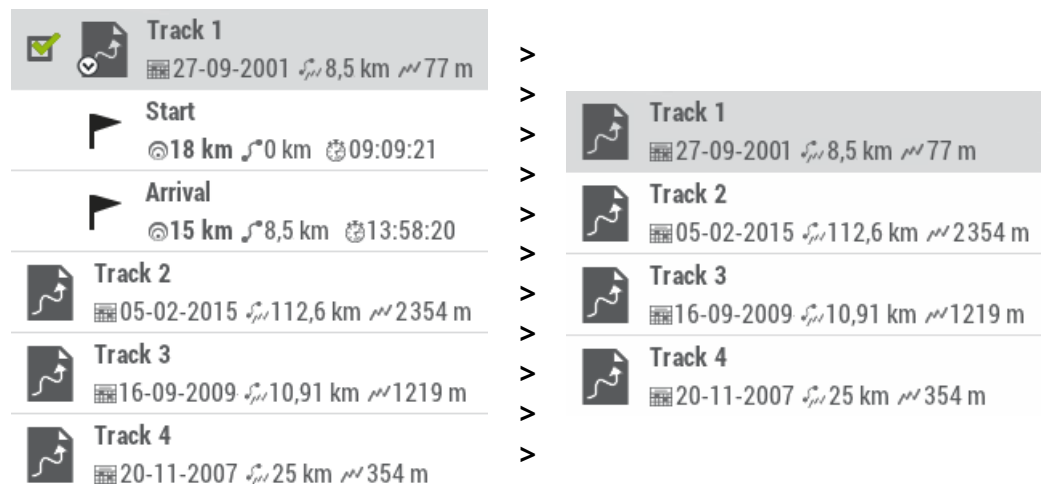 Track 1
27-09-2001 8,5 km 77 m
Start
18 km 0 km 09:09:21
Arrival
15 km 8,5 km 13:58:20
Track 2
05-02-2015 112,6 km 2354 m
Track 3
16-09-2009 10,91 km 1219 m
Track 4
20-11-2007 25 km 354 m
>
>
>
>
>
>
>
>
>
>
>
Track 1
27-09-2001 8,5 km 77 m
Track 2
05-02-2015 112,6 km 2354 m
Track 3
16-09-2009 10,91 km 1219 m
Track 4
20-11-2007 25 km 354 m